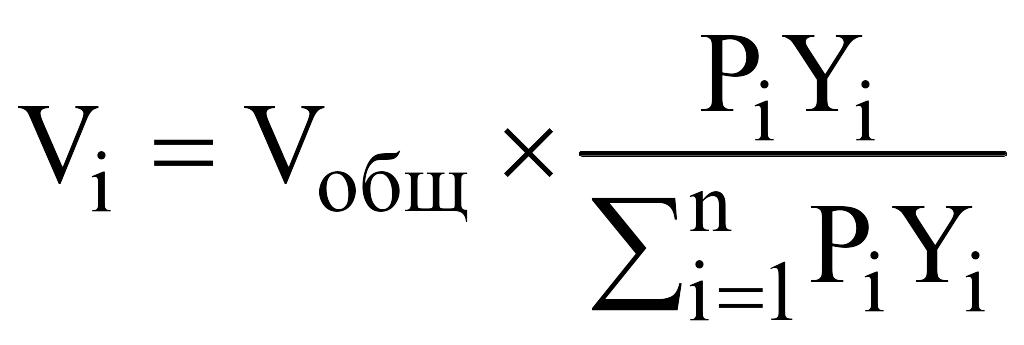 Vi = Vобщ × PiYi / ∑ni=1 PiYi